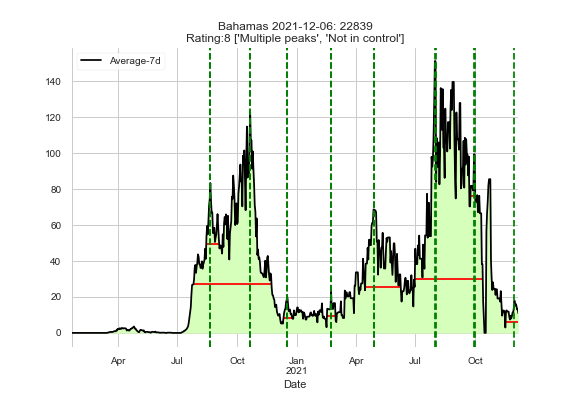 Bahamas 2021-12-06: 22839
Rating:8 ['Multiple peaks', 'Not in control']
Average-7d
140
120
100
80
60
40
20
0
Apr Jul Oct Jan Apr Jul Oct
2021
Date